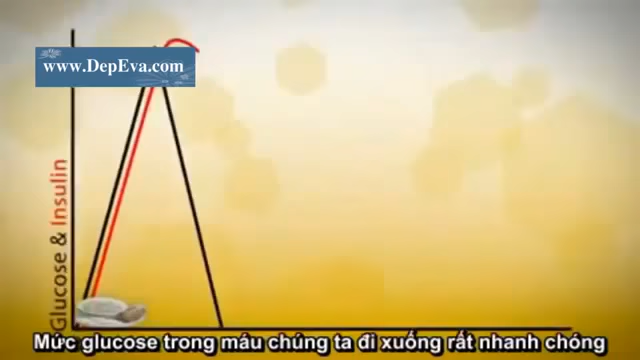 www.DepEva.com
Glucose & Insulin
Mức glucose trong máu chúng ta đi xuống rất nhanh chóng